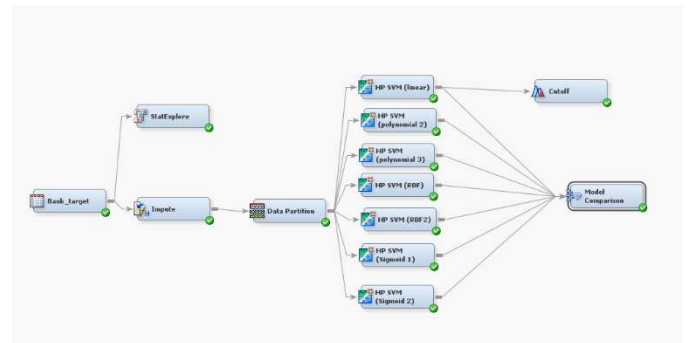 HP SVM (linear)
Cutoff
StatExplore
HP SVM
(polynomial 2)
HP SVM
(polynomial 3)
HP SVM (RBF)
Bank_target
Impute
Data Partition
Model
Comparison
HP SVM (RBF2)
HP SVM
(Sigmoid 1)
HP SVM
(Sigmoid 2)